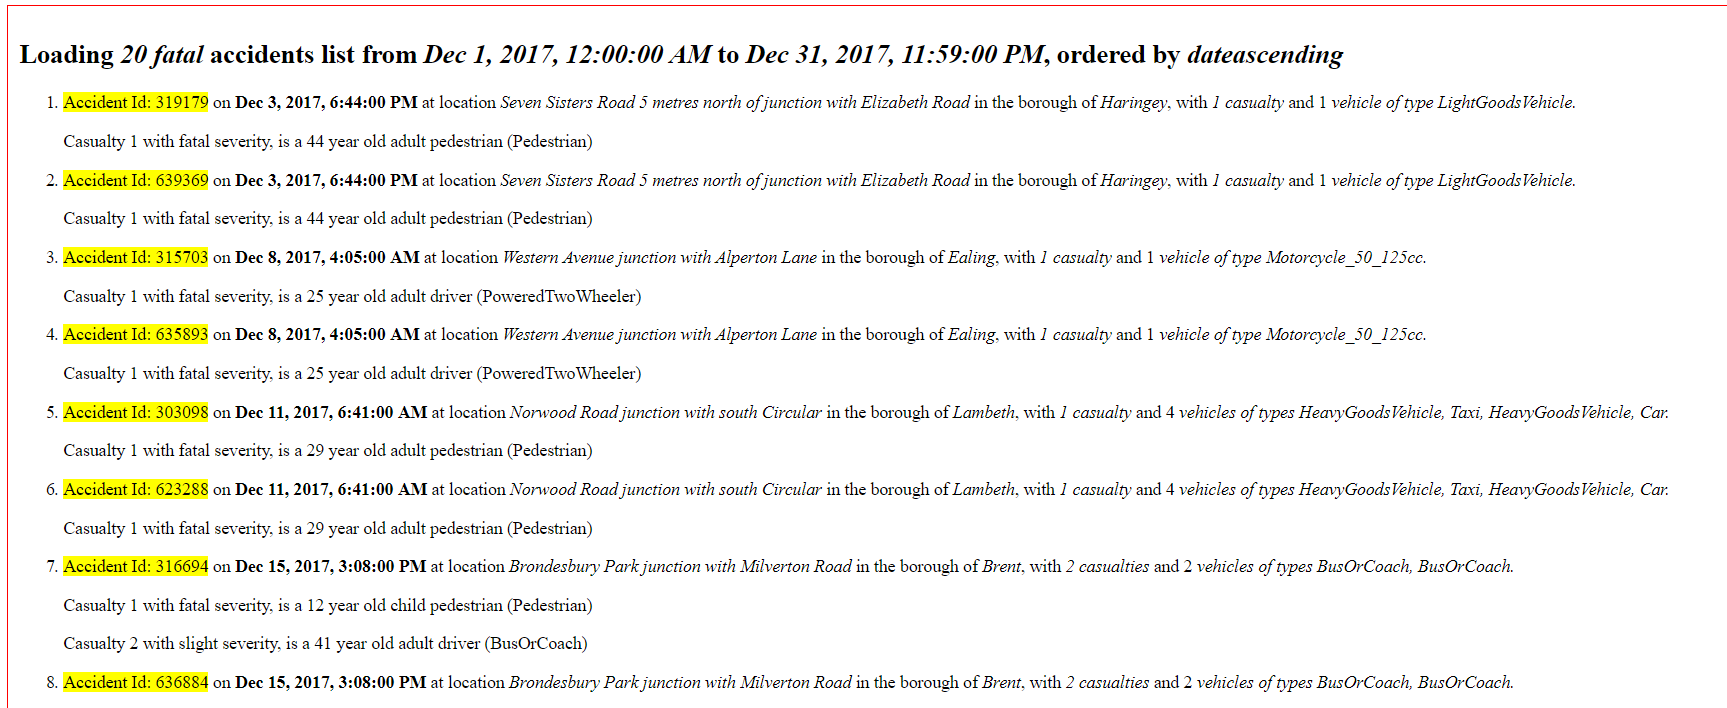 Loading 20 fatal accidents list from Dec 1, 2017, 12:00:00 AM to Dec 31, 2017, 11:59:00 PM, ordered by dateascending
1. Accident Id: 319179 on Dec 3, 2017, 6:44:00 PM at location Seven Sisters Road 5 metres north of junction with Elizabeth Road in the borough of Haringey, with 1 casualty and 1 vehicle of type LightGoodsVehicle.
Casualty 1 with fatal severity, is a 44 year old adult pedestrian (Pedestrian)
2. Accident Id: 639369 on Dec 3, 2017, 6:44:00 PM at location Seven Sisters Road 5 metres north of junction with Elizabeth Road in the borough of Haringey, with 1 casualty and 1 vehicle of type LightGoodsVehicle.
Casualty 1 with fatal severity, is a 44 year old adult pedestrian (Pedestrian)
3. Accident Id: 315703 on Dec 8, 2017, 4:05:00 AM at location Western Avenue junction with Alperton Lane in the borough of Ealing, with 1 casualty and 1 vehicle of type Motorcycle_50_125cc.
Casualty 1 with fatal severity, is a 25 year old adult driver (PoweredTwoWheeler)
4. Accident Id: 635893 on Dec 8, 2017, 4:05:00 AM at location Western Avenue junction with Alperton Lane in the borough of Ealing, with 1 casualty and 1 vehicle of type Motorcycle_50_125cc.
Casualty 1 with fatal severity, is a 25 year old adult driver (PoweredTwoWheeler)
5. Accident Id: 303098 on Dec 11, 2017, 6:41:00 AM at location Norwood Road junction with south Circular in the borough of Lambeth, with 1 casualty and 4 vehicles of types HeavyGoodsVehicle, Taxi, HeavyGoodsVehicle, Car.
Casualty 1 with fatal severity, is a 29 year old adult pedestrian (Pedestrian)
6. Accident Id: 623288 on Dec 11, 2017, 6:41:00 AM at location Norwood Road junction with south Circular in the borough of Lambeth, with 1 casualty and 4 vehicles of types HeavyGoodsVehicle, Taxi, HeavyGoodsVehicle, Car.
Casualty 1 with fatal severity, is a 29 year old adult pedestrian (Pedestrian)
7. Accident Id: 316694 on Dec 15, 2017, 3:08:00 PM at location Brondesbury Park junction with Milverton Road in the borough of Brent, with 2 casualties and 2 vehicles of types BusOrCoach, BusOrCoach.
Casualty 1 with fatal severity, is a 12 year old child pedestrian (Pedestrian)
Casualty 2 with slight severity, is a 41 year old adult driver (BusOrCoach)
8. Accident Id: 636884 on Dec 15, 2017, 3:08:00 PM at location Brondesbury Park junction with Milverton Road in the borough of Brent, with 2 casualties and 2 vehicles of types BusOrCoach, BusOrCoach.